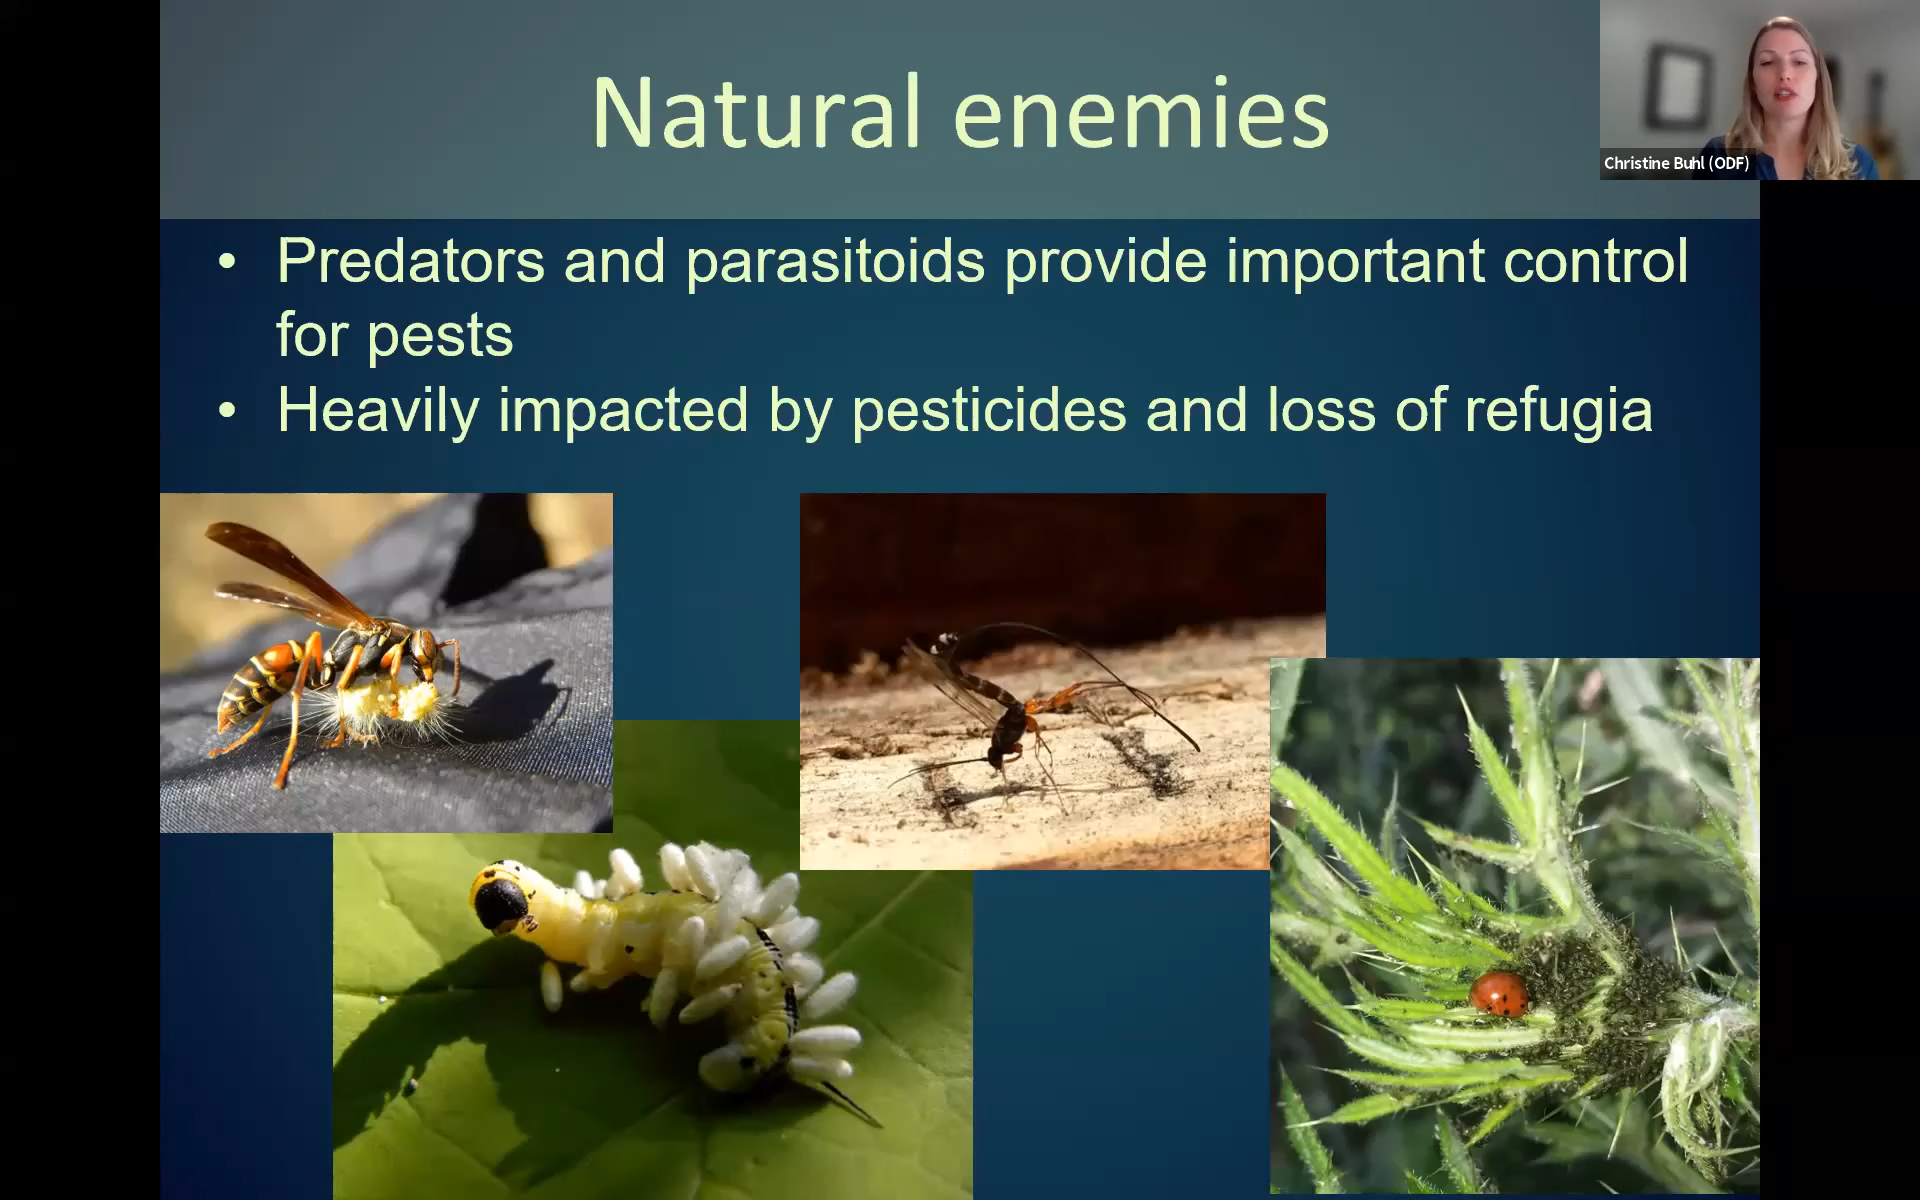 Natural enemies
Christine Buhl (ODF)
• Predators and parasitoids provide important control
for pests
• Heavily impacted by pesticides and loss of refugia